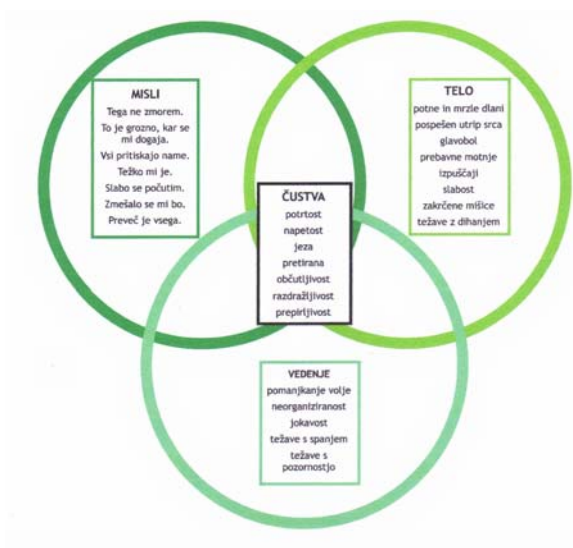 MISLI
Tega ne zmorem.
To je grozno, kar se
mi dogaja.
Vsi pritiskajo name.
Težko mi je.
Slabo se počutim.
Zmešalo se mi bo.
Preveč je vsega.
TELO
potne in mrzle dlani
pospešen utrip srca
glavobol
prebavne motnje
izpuščaji
slabost
zakrčene mišice
težave z dihanjem
ČUSTVA
potrtost
napetost
jeza
pretirana
občutljivost
razdražljivost
prepirljivost
VEDENJE
pomanjkanje volje
neorganiziranost
jokavost
težave s spanjem
težave s
pozornostjo